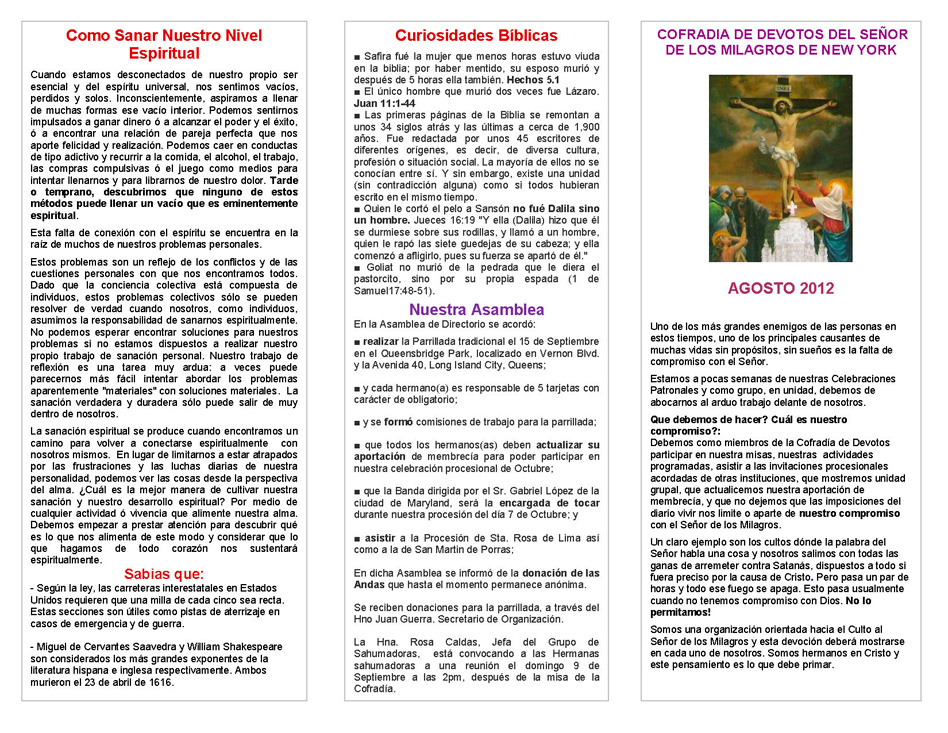 Como Sanar Nuestro Nivel
Espiritual
Cuando estamos desconectados de nuestro propio ser
esencial y del espíritu universal, nos sentimos vacíos,
perdidos y solos. Inconscientemente, aspiramos a llenar
de muchas formas ese vacío interior. Podemos sentirnos
impulsados a ganar dinero ó a alcanzar el poder y el éxito,
ó a encontrar una relación de pareja perfecta que nos
aporte felicidad y realización. Podemos caer en conductas
de tipo adictivo y recurrir a la comida, el alcohol, el trabajo,
las compras compulsivas ó el juego como medios para
intentar llenarnos y para librarnos de nuestro dolor. Tarde
o temprano, descubrimos que ninguno de estos
métodos puede llenar un vacío que es eminentemente
espiritual.
Esta falta de conexión con el espíritu se encuentra en la
raíz de muchos de nuestros problemas personales.
Estos problemas son un reflejo de los conflictos y de las
cuestiones personales con que nos encontramos todos.
Dado que la conciencia colectiva está compuesta de
individuos, estos problemas colectivos sólo se pueden
resolver de verdad cuando nosotros, como individuos,
asumimos la responsabilidad de sanarnos espiritualmente.
No podemos esperar encontrar soluciones para nuestros
problemas si no estamos dispuestos a realizar nuestro
propio trabajo de sanación personal. Nuestro trabajo de
reflexión es una tarea muy ardua: a veces puede
parecernos más fácil intentar abordar los problemas
aparentemente "materiales" con soluciones materiales. La
sanación verdadera y duradera sólo puede salir de muy
dentro de nosotros.
La sanación espiritual se produce cuando encontramos un
camino para volver a conectarse espiritualmente con
nosotros mismos. En lugar de limitarnos a estar atrapados
por las frustraciones y las luchas diarias de nuestra
personalidad, podemos ver las cosas desde la perspectiva
del alma. ¿Cuál es la mejor manera de cultivar nuestra
sanación y nuestro desarrollo espiritual? Por medio de
cualquier actividad ó vivencia que alimente nuestra alma.
Debemos empezar a prestar atención para descubrir qué
es lo que nos alimenta de este modo y considerar que lo
que hagamos de todo corazón nos sustentará
espiritualmente.
Sabias que:
- Según la ley, las carreteras interestatales en Estados
Unidos requieren que una milla de cada cinco sea recta.
Estas secciones son útiles como pistas de aterrizaje en
casos de emergencia y de guerra.
- Miguel de Cervantes Saavedra y William Shakespeare
son considerados los más grandes exponentes de la
literatura hispana e inglesa respectivamente. Ambos
murieron el 23 de abril de 1616.
Curiosidades Bíblicas
■ Safira fué la mujer que menos horas estuvo viuda
en la biblia; por haber mentido, su esposo murió y
después de 5 horas ella también. Hechos 5.1
■ El único hombre que murió dos veces fue Lázaro.
Juan 11:1-44
■ Las primeras páginas de la Biblia se remontan a
unos 34 siglos atrás y las últimas a cerca de 1,900
años. Fue redactada por unos 45 escritores de
diferentes orígenes, es decir, de diversa cultura,
profesión o situación social. La mayoría de ellos no se
conocían entre sí. Y sin embargo, existe una unidad
(sin contradicción alguna) como si todos hubieran
escrito en el mismo tiempo.
■ Quien le cortó el pelo a Sansón no fué Dalila sino
un hombre. Jueces 16:19 "Y ella (Dalila) hizo que él
se durmiese sobre sus rodillas, y llamó a un hombre,
quien le rapó las siete guedejas de su cabeza; y ella
comenzó a afligirlo, pues su fuerza se apartó de él."
■ Goliat no murió de la pedrada que le diera el
pastorcito, sino por su propia espada (1 de
Samuel17:48-51).
Nuestra Asamblea
En la Asamblea de Directorio se acordó:
■ realizar la Parrillada tradicional el 15 de Septiembre
en el Queensbridge Park, localizado en Vernon Blvd.
y la Avenida 40, Long Island City, Queens;
■ y cada hermano(a) es responsable de 5 tarjetas con
carácter de obligatorio;
■ y se formó comisiones de trabajo para la parrillada;
■ que todos los hermanos(as) deben actualizar su
aportación de membrecía para poder participar en
nuestra celebración procesional de Octubre;
■ que la Banda dirigida por el Sr. Gabriel López de la
ciudad de Maryland, será la encargada de tocar
durante nuestra procesión del día 7 de Octubre; y
■ asistir a la Procesión de Sta. Rosa de Lima así
como a la de San Martin de Porras;
En dicha Asamblea se informó de la donación de las
Andas que hasta el momento permanece anónima.
Se reciben donaciones para la parrillada, a través del
Hno Juan Guerra. Secretario de Organización.
La Hna. Rosa Caldas, Jefa del Grupo de
Sahumadoras, está convocando a las Hermanas
sahumadoras a una reunión el domingo 9 de
Septiembre a las 2pm, después de la misa de la
Cofradía.
COFRADIA DE DEVOTOS DEL SEÑOR
DE LOS MILAGROS DE NEW YORK
AGOSTO 2012
Uno de los más grandes enemigos de las personas en
estos tiempos, uno de los principales causantes de
muchas vidas sin propósitos, sin sueños es la falta de
compromiso con el Señor.
Estamos a pocas semanas de nuestras Celebraciones
Patronales y como grupo, en unidad, debemos de
abocarnos al arduo trabajo delante de nosotros.
Que debemos de hacer? Cuál es nuestro
compromiso?:
Debemos como miembros de la Cofradía de Devotos
participar en nuestra misas, nuestras actividades
programadas, asistir a las invitaciones procesionales
acordadas de otras instituciones, que mostremos unidad
grupal, que actualicemos nuestra aportación de
membrecía, y que no dejemos que las imposiciones del
diario vivir nos limite o aparte de nuestro compromiso
con el Señor de los Milagros.
Un claro ejemplo son los cultos dónde la palabra del
Señor habla una cosa y nosotros salimos con todas las
ganas de arremeter contra Satanás, dispuestos a todo si
fuera preciso por la causa de Cristo. Pero pasa un par de
horas y todo ese fuego se apaga. Esto pasa usualmente
cuando no tenemos compromiso con Dios. No lo
permitamos!
Somos una organización orientada hacia el Culto al
Señor de los Milagros y esta devoción deberá mostrarse
en cada uno de nosotros. Somos hermanos en Cristo y
este pensamiento es lo que debe primar.